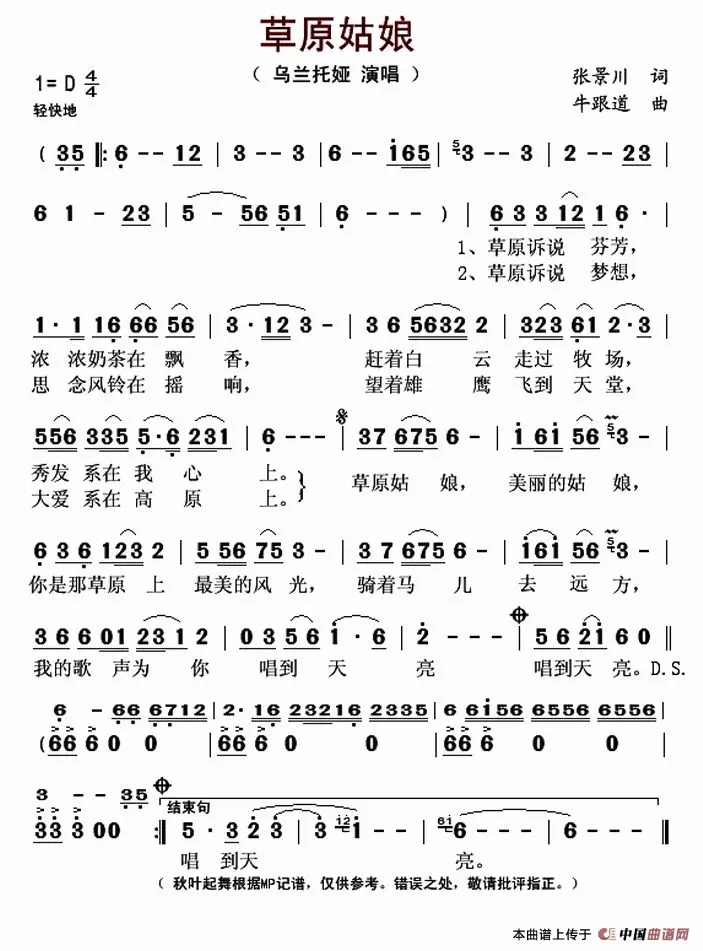 草原姑娘
（ 乌兰托娅 演唱 ）
1= D 4/4
张景川 词
轻快地
牛跟道 曲
( 35 |: 6 - - 12 | 3 - - 3 | 6 - - 165 | 5 3 - - 3 | 2 - - 23 |
6 1 - 23 | 5 - 56 51 | 6 - - ) | 6 3 3 12 1 6 · |
1、草原诉说 芬芳，
2、草原诉说 梦想，
1 · 1 16 66 56 | 3 · 12 3 - | 3 6 5632 2 | 323 61 2 · 3 |
浓 浓奶茶在 飘 香， 赶着白 云 走过 牧 场，
思 念风铃在 摇 响， 望着雄 鹰 飞到 天 堂，
556 335 5·6 231 | 6 - - 𝄋 | 37 675 6 - | 1 61 56 5 3 - |
秀发 系在 我 心 上。 草原姑 娘， 美丽的姑 娘，
大爱 系在 高 原 上。
6 3 6 123 2 | 5 56 75 3 - | 3 7 675 6 - | 161 56 5 3 - |
你是那草原 上 最美的风 光， 骑着马 儿 去 远 方，
36 6 01 23 1 2 | 0 3 5 56 1 · 6 | 2 - - | 5 6 21 6 0 ‖
我的歌 声为 你 唱到 天 亮 唱到天 亮。D.S.
6 - 66 6712 | 2 · 16 23216 2335 | 6 6156 6556 6556 |
(66 6 0 0 | 66 6 0 0 | 66 6 0 0 |
3 - - 35
结束句
33 3 00 :‖ 5 · 3 23 | 3 12 1 - | 61 6 - - | 6 - - ‖
唱 到天 亮。
（ 秋叶起舞根据MP记谱，仅供参考。错误之处，敬请批评指正。）
本曲谱上传于 中国曲谱网